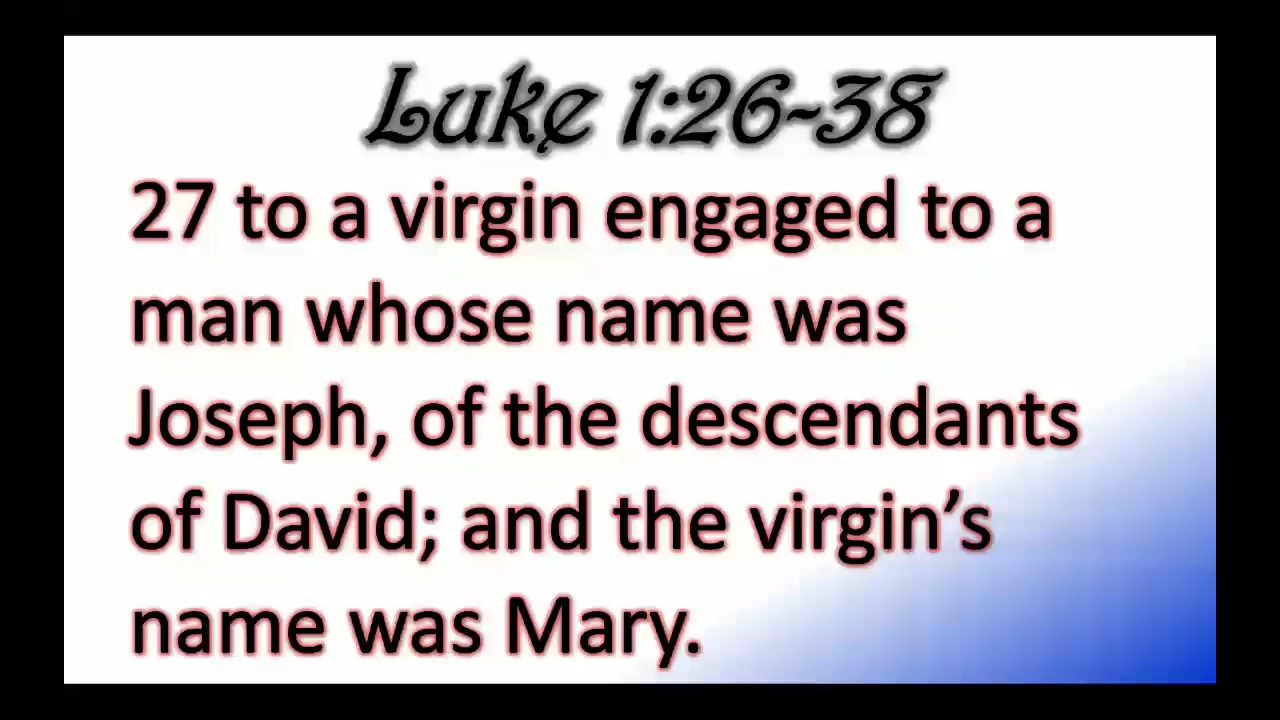 Luke 1:26-38
27 to a virgin engaged to a
man whose name was
Joseph, of the descendants
of David; and the virgin’s
name was Mary.